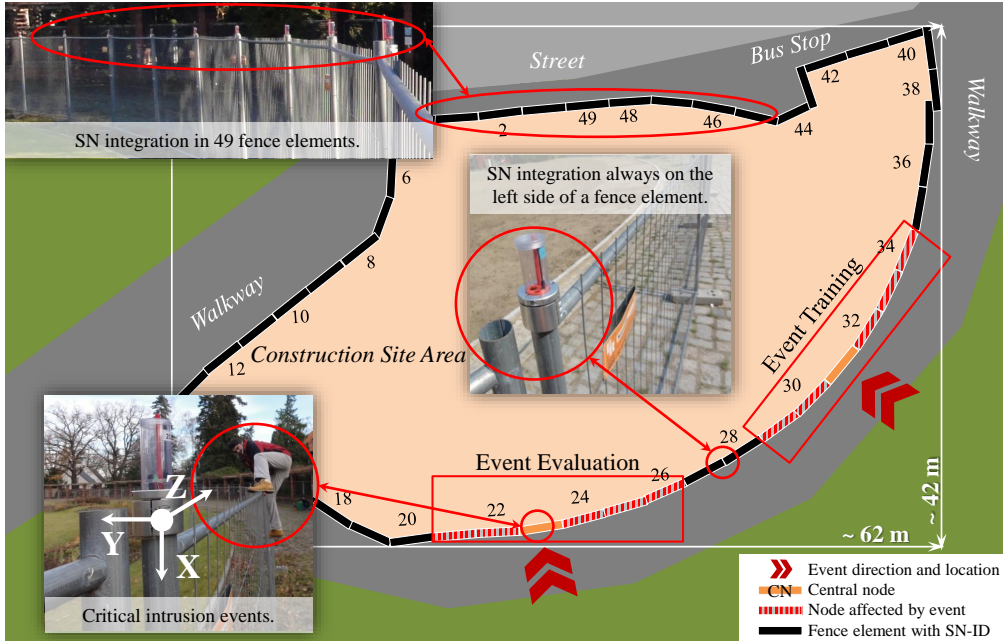 SN integration in 49 fence elements.
Street
Bus Stop
Walkway
2
49
48
46
44
42
40
38
36
34
32
30
28
26
24
22
20
18
12
10
8
6
SN integration always on the
left side of a fence element.
Walkway
Construction Site Area
Event Training
Event Evaluation
Z
Y
X
Critical intrusion events.
~ 62 m
~ 42 m
Event direction and location
CN Central node
Node affected by event
Fence element with SN-ID